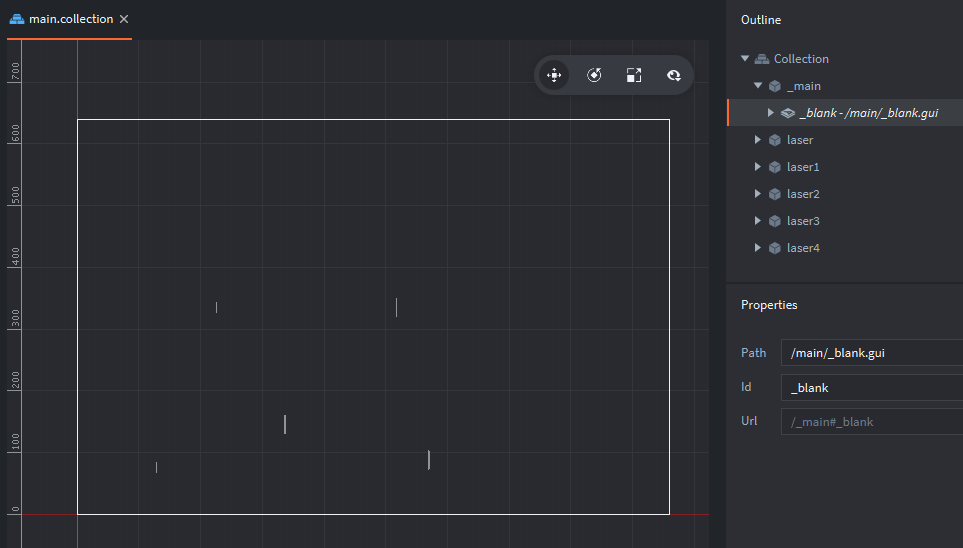 main.collection
Outline
Collection
_main
_blank - /main/_blank.gui
laser
laser1
laser2
laser3
laser4
700
600
500
400
300
200
100
0
Properties
Path /main/_blank.gui
Id _blank
Url /_main#_blank